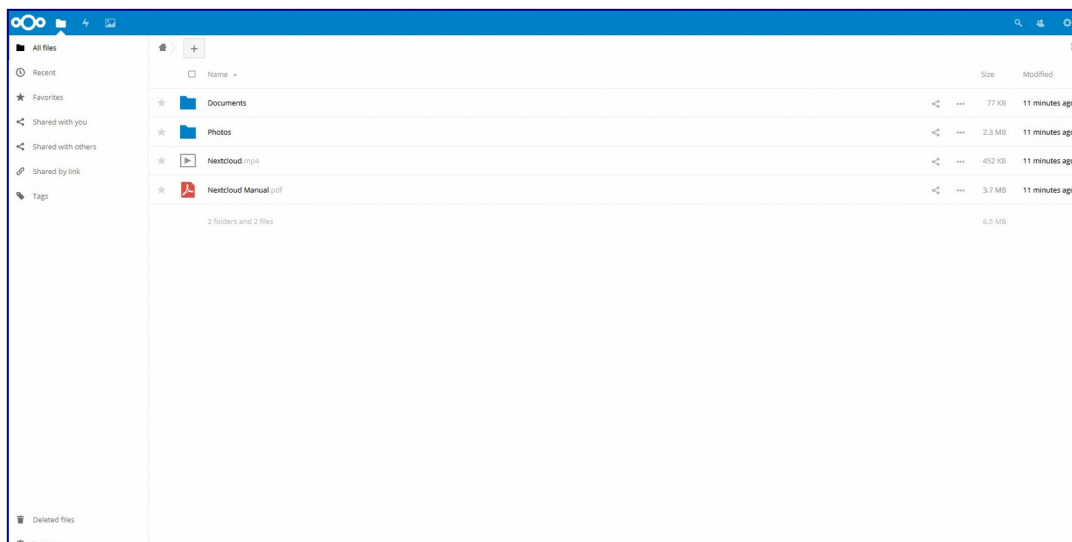 All files
Recent
Favorites
Shared with you
Shared with others
Shared by link
Tags
Deleted files
Name Size Modified
Documents 77 KB 11 minutes ago
Photos 2.3 MB 11 minutes ago
Nextcloud.mp4 452 KB 11 minutes ago
Nextcloud Manual.pdf 3.7 MB 11 minutes ago
2 folders and 2 files 6.5 MB